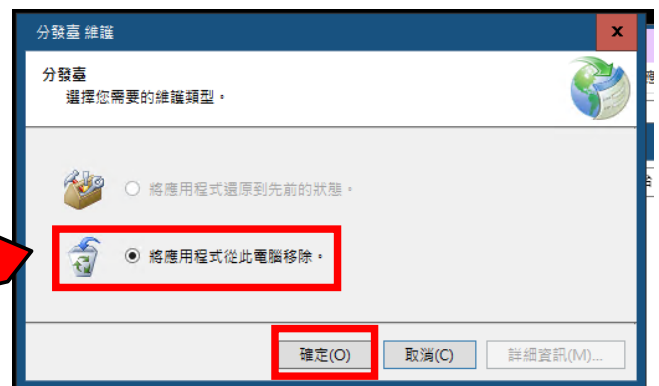 分發臺 維護
x
分發臺
選擇您需要的維護類型。
將應用程式還原到先前的狀態。
將應用程式從此電腦移除。
確定(O)
取消(C)
詳細資訊(M)...